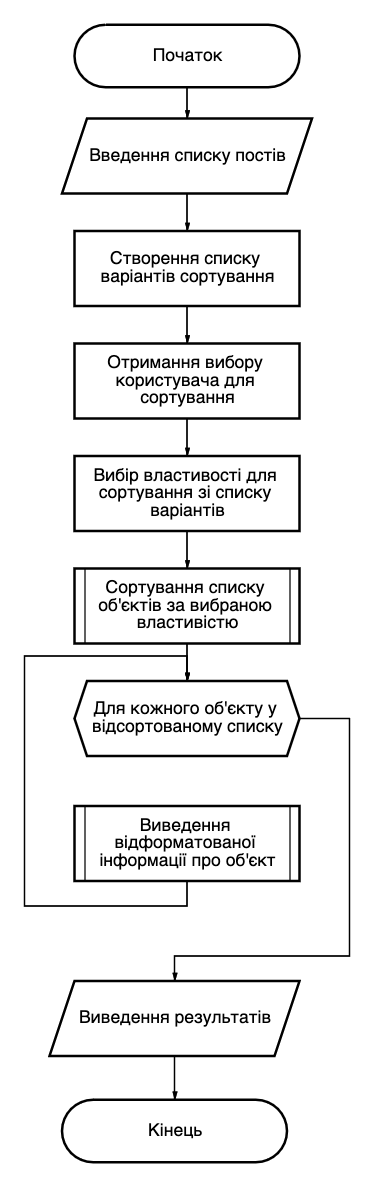 Початок
Введення списку постів
Створення списку
варіантів сортування
Отримання вибору
користувача для
сортування
Вибір властивості для
сортування зі списку
варіантів
Сортування списку
об'єктів за вибраною
властивістю
Для кожного об'єкту у
відсортованому списку
Виведення
відформатованої
інформації про об'єкт
Виведення результатів
Кінець